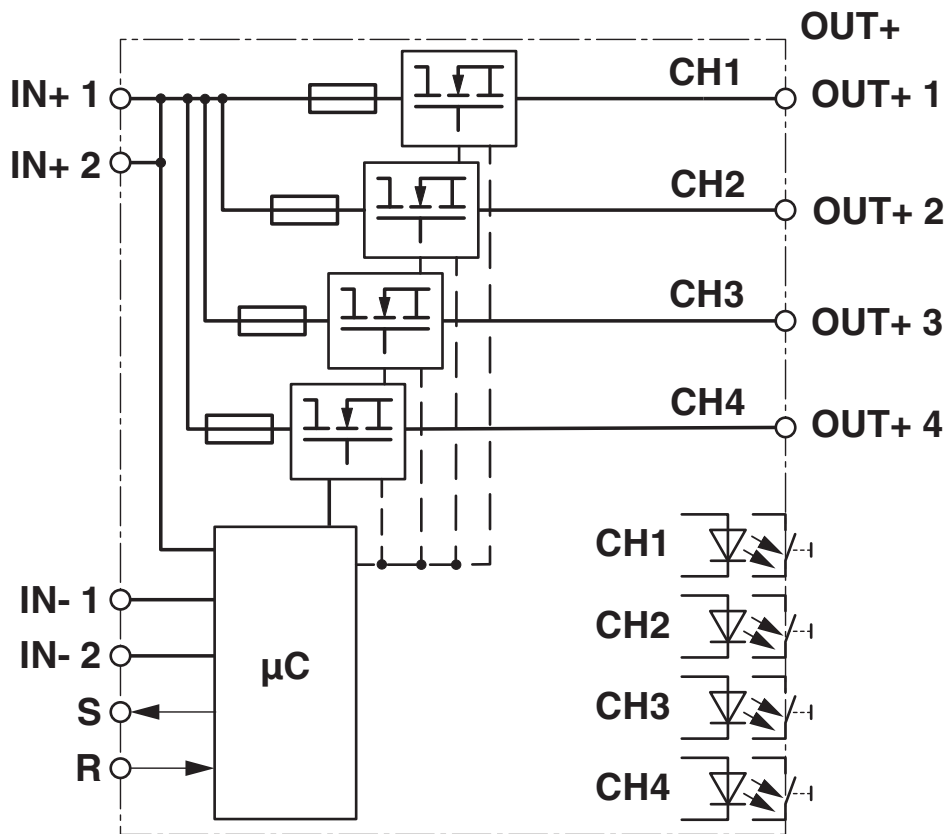 OUT+
IN+ 1
CH1
OUT+ 1
IN+ 2
CH2
OUT+ 2
CH3
OUT+ 3
CH4
OUT+ 4
CH1
IN- 1
CH2
IN- 2
µC
S
CH3
R
CH4